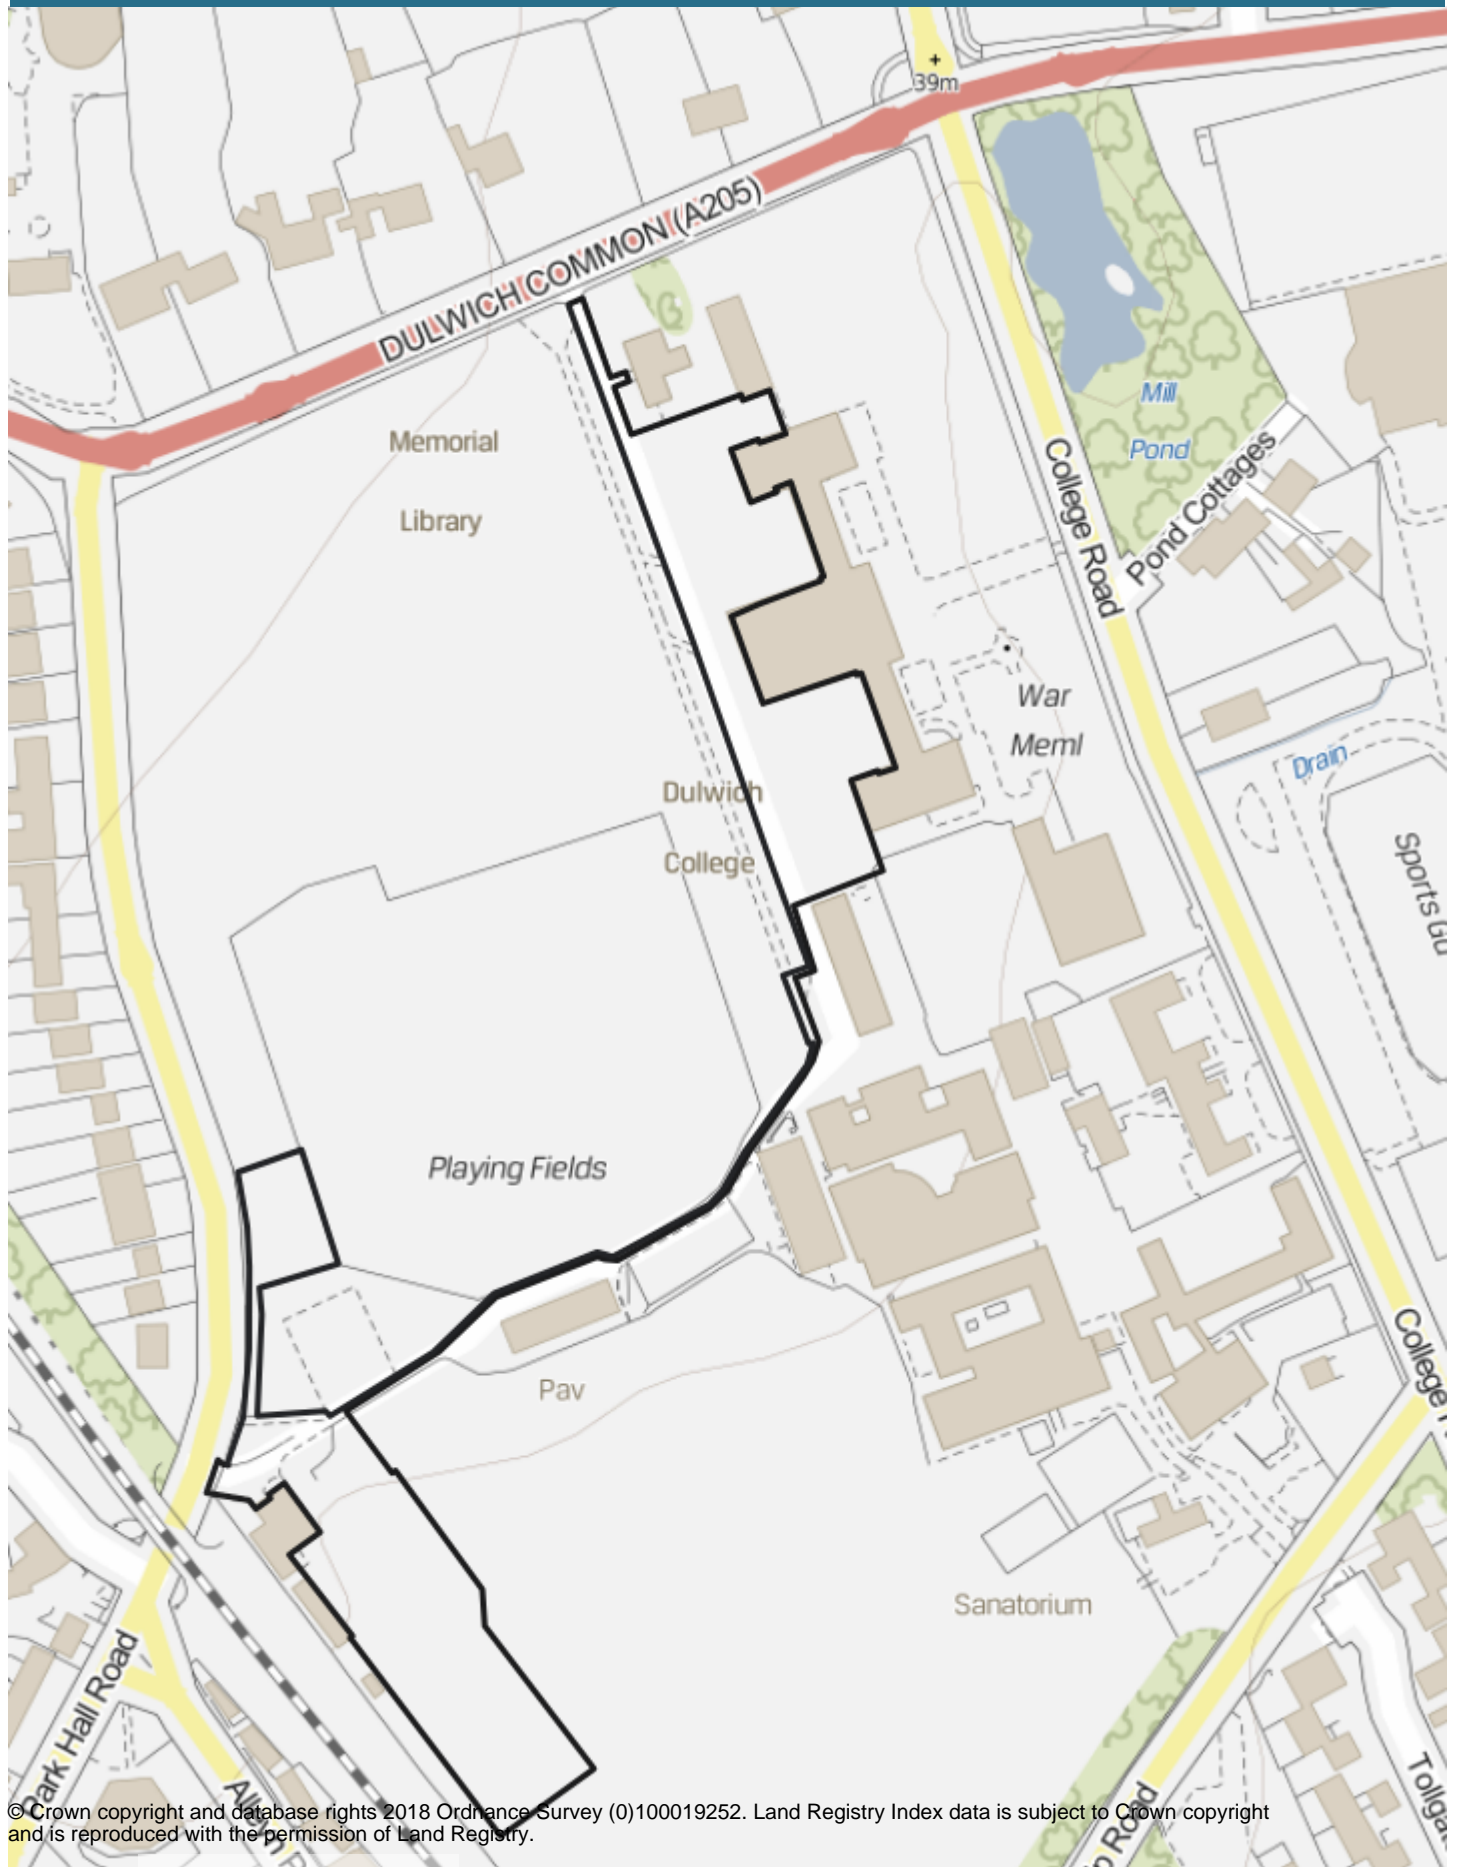 39m
DULWICH COMMON (A205)
Mill
Pond
Memorial
Library
College Road
Pond Cottages
War
Meml
Drain
Dulwich
College
Sports
Playing Fields
College
Pav
Sanatorium
Park Hall Road
Road
© Crown copyright and database rights 2018 Ordnance Survey (0)100019252. Land Registry Index data is subject to Crown copyright
and is reproduced with the permission of Land Registry.